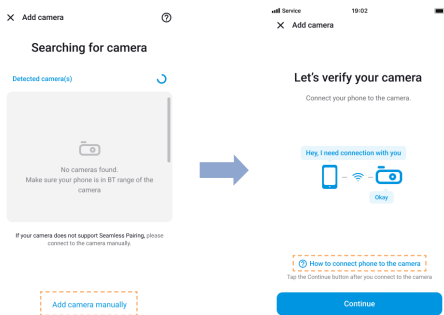 Add camera
Searching for camera
Detected camera(s)
No cameras found.
Make sure your phone is in BT range of the
camera
If your camera does not support Seamless Pairing, please
connect to the camera manually.
Add camera manually
Service 19:02
Add camera
Let's verify your camera
Connect your phone to the camera.
Hey, I need connection with you
Okay
How to connect phone to the camera
Tap the Continue button after you connect to the camera
Continue